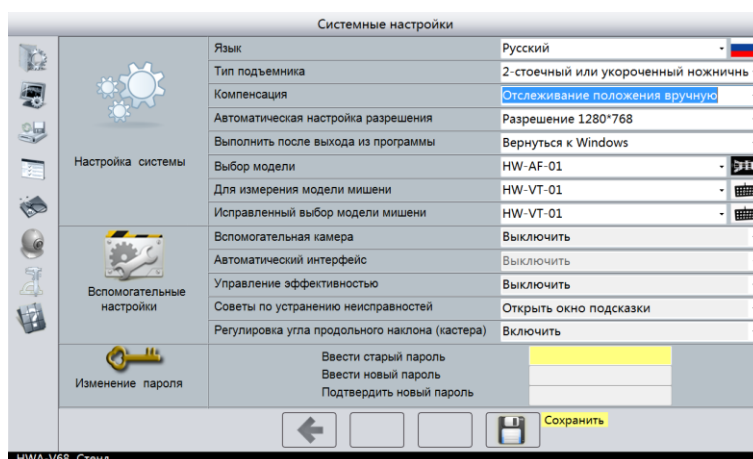 Системные настройки
Язык Русский
Тип подъемника 2-стоечный или укороченный ножничнь
Компенсация Отслеживание положения вручную
Автоматическая настройка разрешения Разрешение 1280*768
Выполнить после выхода из программы Вернуться к Windows
Настройка системы
Выбор модели HW-AF-01
Для измерения модели мишени HW-VT-01
Исправленный выбор модели мишени HW-VT-01
Вспомогательная камера Выключить
Автоматический интерфейс Выключить
Вспомогательные настройки
Управление эффективностью Выключить
Советы по устранению неисправностей Открыть окно подсказки
Регулировка угла продольного наклона (кастера) Включить
Изменение пароля
Ввести старый пароль
Ввести новый пароль
Подтвердить новый пароль
Сохранить
HWA-V68 Стенд